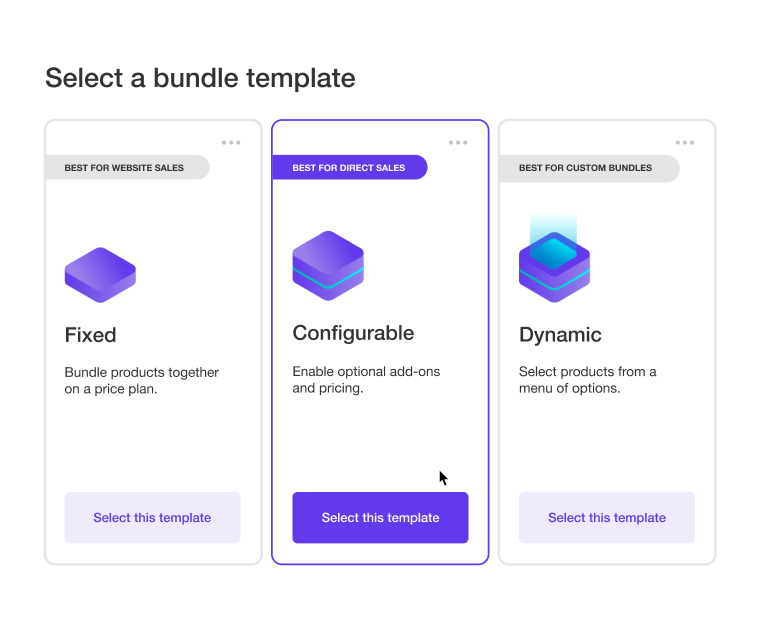 Select a bundle template
BEST FOR WEBSITE SALES
Fixed
Bundle products together
on a price plan.
Select this template
BEST FOR DIRECT SALES
Configurable
Enable optional add-ons
and pricing.
Select this template
BEST FOR CUSTOM BUNDLES
Dynamic
Select products from a
menu of options.
Select this template